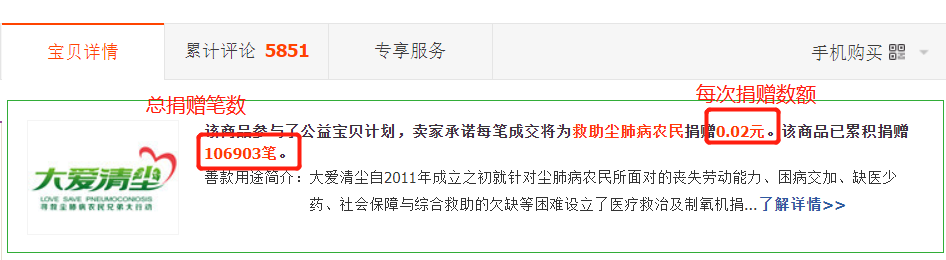 宝贝详情 累计评论 5851 专享服务 手机购买
总捐赠笔数 每次捐赠数额
该商品参与了公益宝贝计划，卖家承诺每笔成交将为救助尘肺病农民捐赠0.02元。该商品已累积捐赠
106903笔。
大爱清尘
LOVE SAVE PNEUMOCONIOSIS
寻救尘肺病农民兄弟大行动
善款用途简介：大爱清尘自2011年成立之初就针对尘肺病农民所面对的丧失劳动能力、困病交加、缺医少
药、社会保障与综合救助的欠缺等困难设立了医疗救治及制氧机捐...了解详情>>